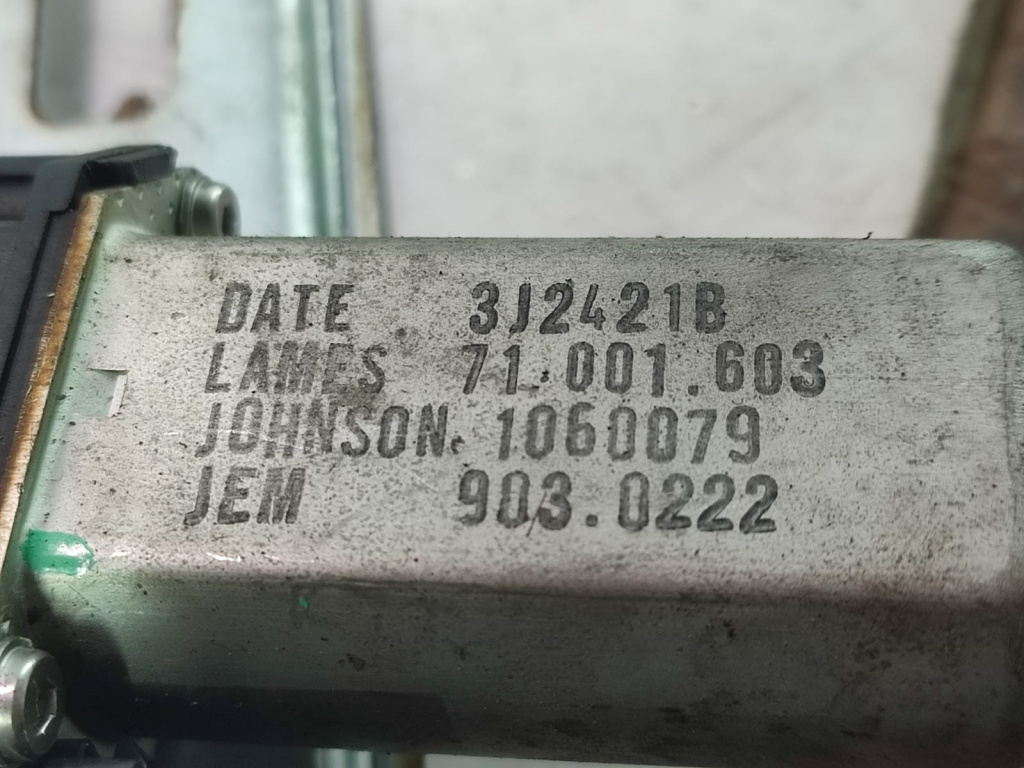 DATE 3J2421B
LAMES 71.001.603
JOHNSON. 1060079
JEM 903.0222